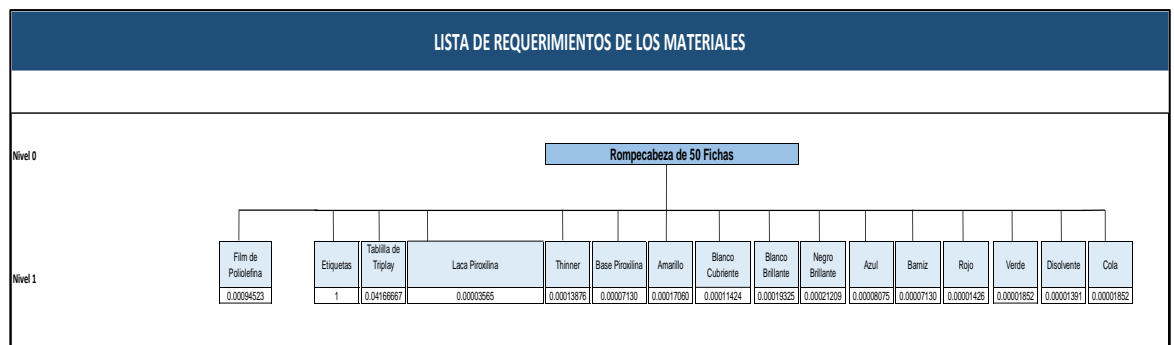 LISTA DE REQUERIMIENTOS DE LOS MATERIALES
Nivel 0
Rompecabeza de 50 Fichas
Nivel 1
Film de
Poliolefina
0.00094523
Etiquetas
1
Tablilla de
Triplay
0.04166667
Laca Piroxilina
0.00003565
Thinner
0.00013876
Base Piroxilina
0.00007130
Amarillo
0.00017060
Blanco
Cubriente
0.00011424
Blanco
Brillante
0.00019325
Negro
Brillante
0.00021209
Azul
0.00008075
Barniz
0.00007130
Rojo
0.00001426
Verde
0.00001852
Disolvente
0.00001391
Cola
0.00001852